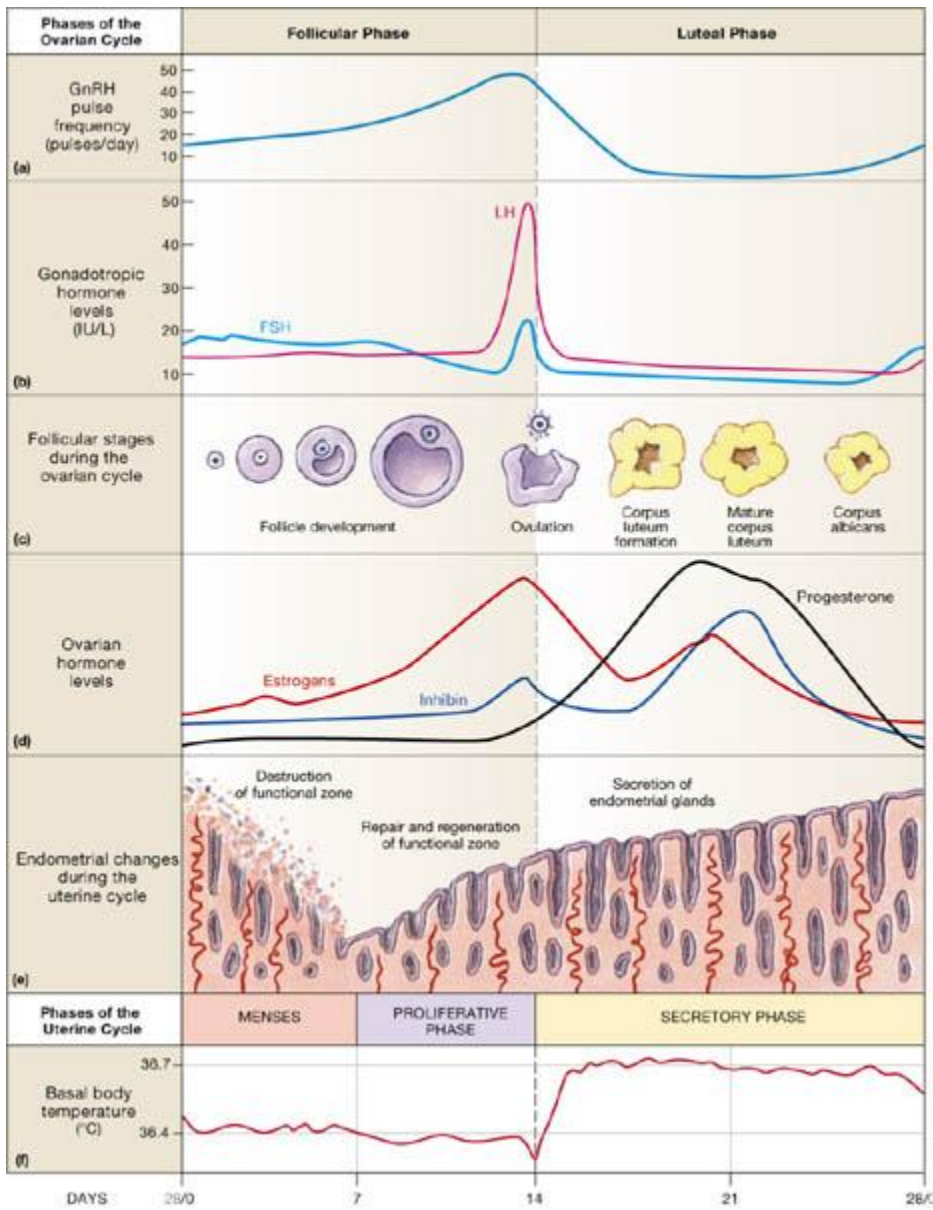 Phases of the
Ovarian Cycle
Follicular Phase
Luteal Phase
GnRH
pulse
frequency
(pulses/day)
50
40
30
20
10
(a)
Gonadotropic
hormone
levels
(IU/L)
50
40
30
20
10
LH
FSH
(b)
Follicular stages
during the
ovarian cycle
Follicle development
Ovulation
Corpus
luteum
formation
Mature
corpus
luteum
Corpus
albicans
(c)
Ovarian
hormone
levels
Estrogens
Inhibin
Progesterone
(d)
Destruction
of functional zone
Repair and regeneration
of functional zone
Secretion of
endometrial glands
Endometrial changes
during the
uterine cycle
(e)
Phases of the
Uterine Cycle
MENSES
PROLIFERATIVE
PHASE
SECRETORY PHASE
Basal body
temperature
(°C)
36.7
36.4
(f)
DAYS
28/0
7
14
21
28/